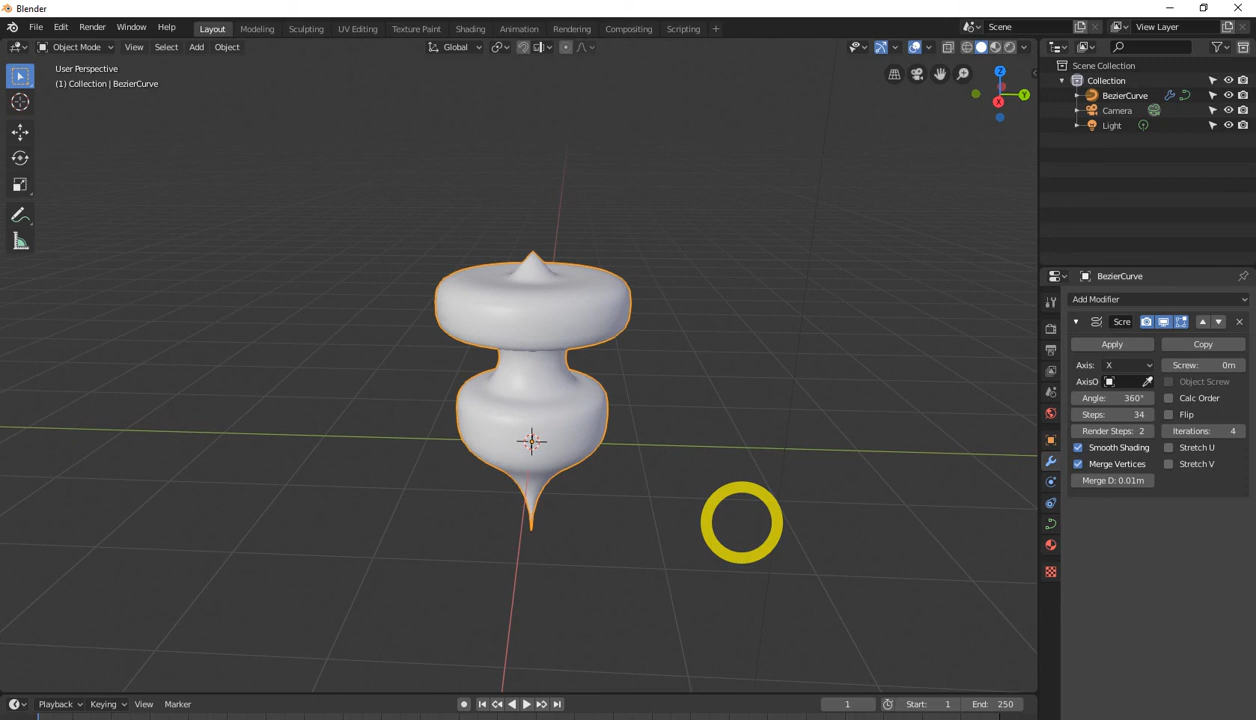 Blender
File Edit Render Window Help Layout Modeling Sculpting UV Editing Texture Paint Shading Animation Rendering Compositing Scripting + Scene View Layer
Object Mode View Select Add Object Global
User Perspective
(1) Collection | BezierCurve
Z
Y
X
Scene Collection
Collection
BezierCurve
Camera
Light
BezierCurve
Add Modifier
Scre
Apply Copy
Axis: X Screw: 0m
AxisO Object Screw
Angle: 360° Calc Order
Steps: 34 Flip
Render Steps: 2 Iterations: 4
Smooth Shading Stretch U
Merge Vertices Stretch V
Merge D: 0.01m
Playback Keying View Marker 1 Start: 1 End: 250